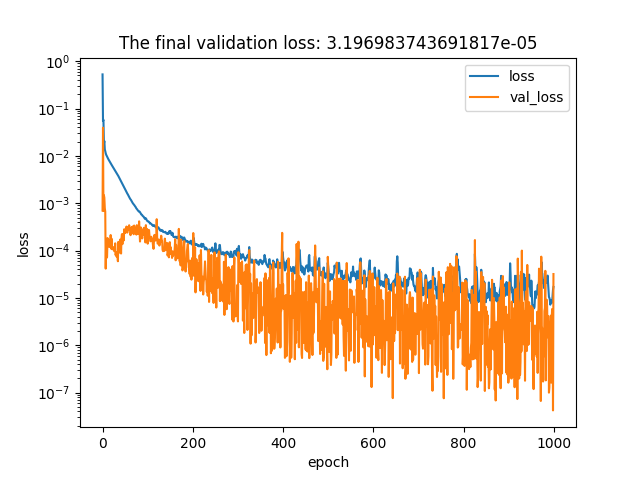 The final validation loss: 3.196983743691817e-05
10⁰
10⁻¹
10⁻²
10⁻³
10⁻⁴
10⁻⁵
10⁻⁶
10⁻⁷
loss
loss
val_loss
0 200 400 600 800 1000
epoch